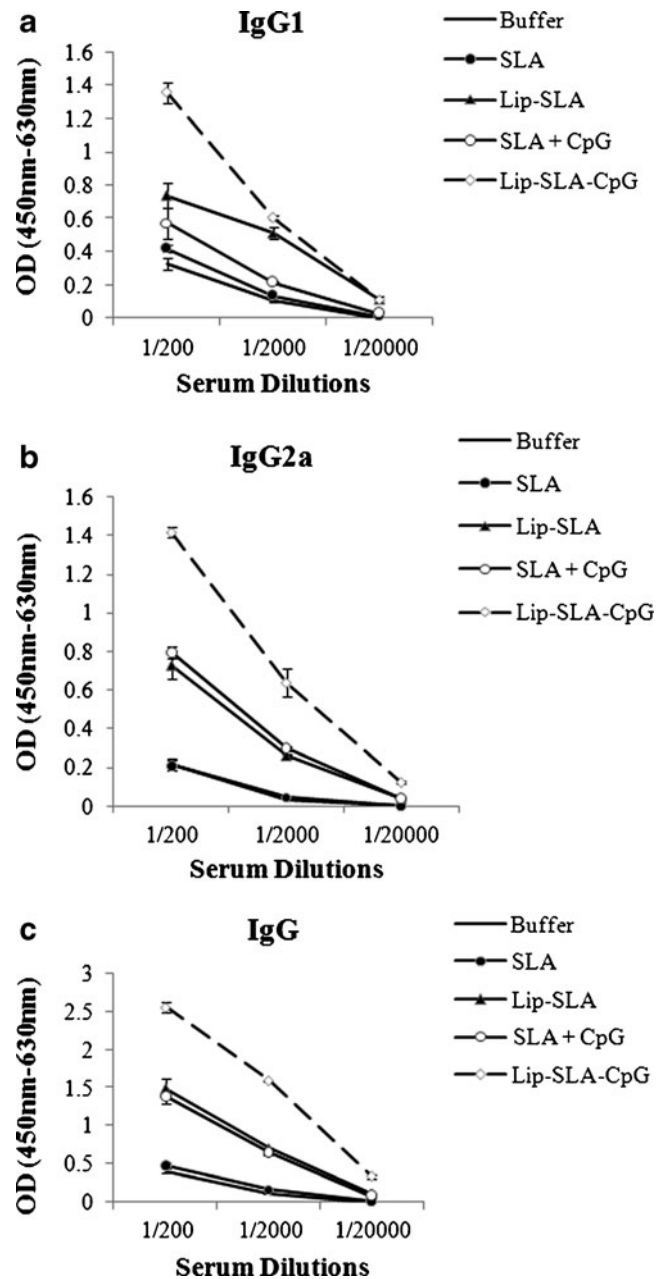 a
IgG1
OD (450nm-630nm)
1.6
1.4
1.2
1
0.8
0.6
0.4
0.2
0
1/200 1/2000 1/20000
Serum Dilutions
Buffer
SLA
Lip-SLA
SLA + CpG
Lip-SLA-CpG
b
IgG2a
OD (450nm-630nm)
1.6
1.4
1.2
1
0.8
0.6
0.4
0.2
0
1/200 1/2000 1/20000
Serum Dilutions
Buffer
SLA
Lip-SLA
SLA + CpG
Lip-SLA-CpG
c
IgG
OD (450nm-630nm)
3
2.5
2
1.5
1
0.5
0
1/200 1/2000 1/20000
Serum Dilutions
Buffer
SLA
Lip-SLA
SLA + CpG
Lip-SLA-CpG